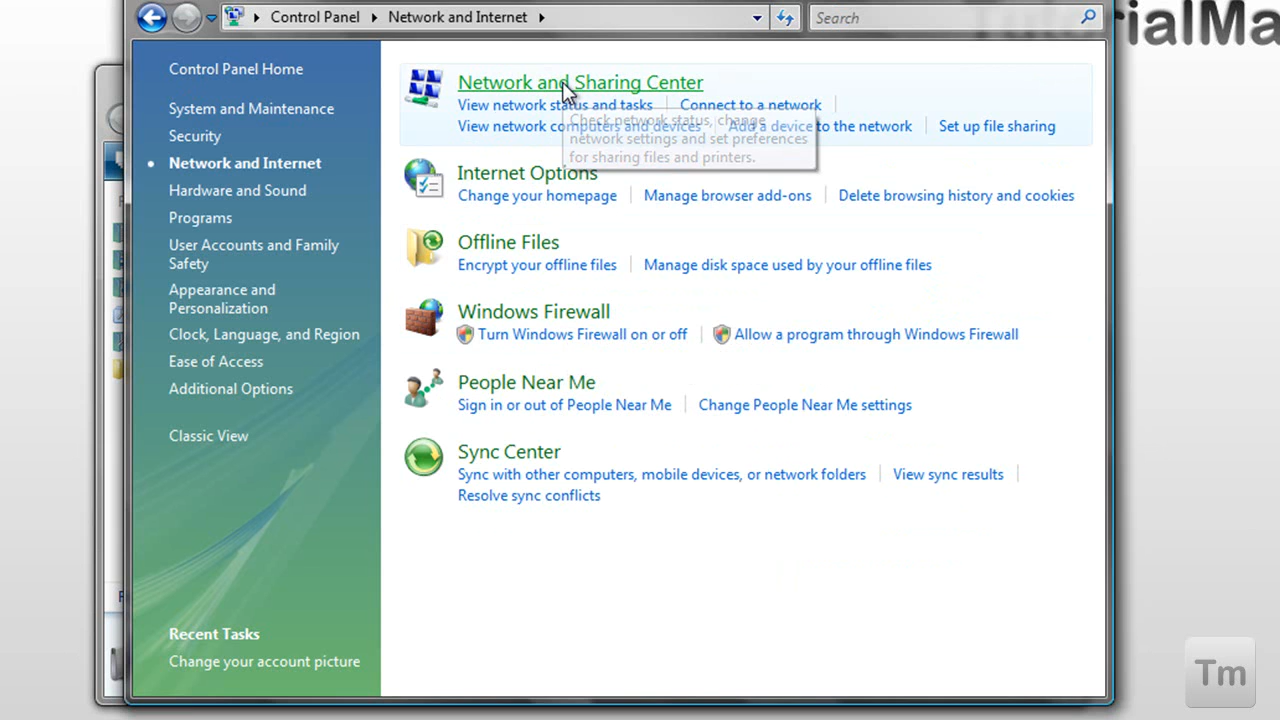 Control Panel Network and Internet Search
rialMa
Control Panel Home
System and Maintenance
Security
Network and Internet
Hardware and Sound
Programs
User Accounts and Family
Safety
Appearance and
Personalization
Clock, Language, and Region
Ease of Access
Additional Options
Classic View
Recent Tasks
Change your account picture
Network and Sharing Center
View network status and tasks Connect to a network
View network computers and devices Add a device to the network Set up file sharing
Check network status, change
network settings and set preferences
for sharing files and printers.
Internet Options
Change your homepage Manage browser add-ons Delete browsing history and cookies
Offline Files
Encrypt your offline files Manage disk space used by your offline files
Windows Firewall
Turn Windows Firewall on or off Allow a program through Windows Firewall
People Near Me
Sign in or out of People Near Me Change People Near Me settings
Sync Center
Sync with other computers, mobile devices, or network folders View sync results
Resolve sync conflicts
Tm